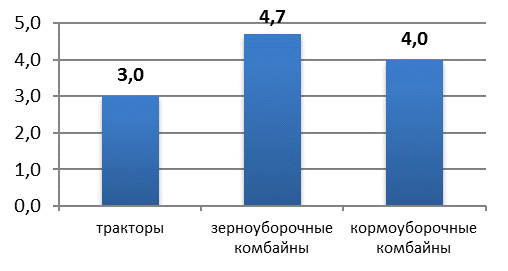 5,0
4,0
3,0
2,0
1,0
0,0
3,0
4,7
4,0
тракторы
зерноуборочные
комбайны
кормоуборочные
комбайны